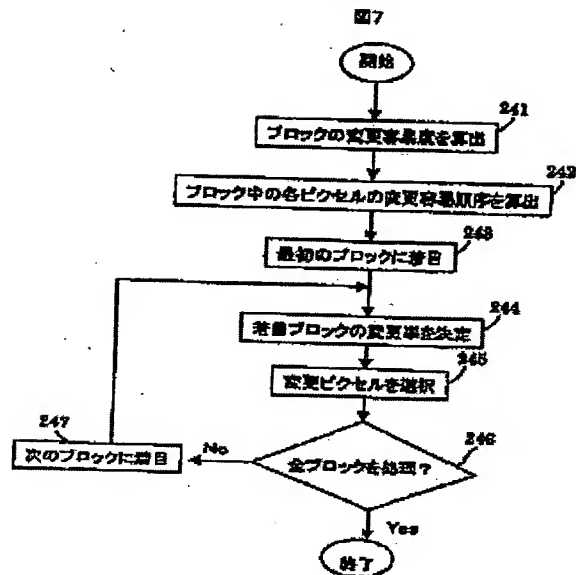 図7
開始
241
ブロックの変更容易度を算出
242
ブロック中の各ピクセルの変更容易順序を算出
243
最初のブロックに着目
244
着目ブロックの変更率を決定
245
変更ピクセルを選択
246
全ブロックを処理?
No
247
次のブロックに着目
Yes
終了